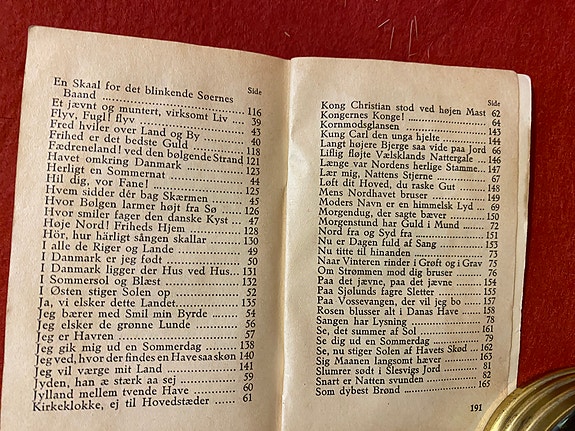 Side
En Skaal for det blinkende Søernes
Baand .......... 116
Et jævnt og muntert, virksomt Liv .. 39
Flyv, Fugl! flyv .......... 43
Fred hviler over Land og By .......... 40
Frihed er det bedste Guld .......... 118
Fædreneland! ved den bølgende Strand 121
Havet omkring Danmark .......... 123
Herligt en Sommernat .......... 44
Hil dig, vor Fane! .......... 125
Hvem sidder dér bag Skærmen .... 45
Hvor Bølgen larmer højt fra Sø .... 126
Hvor smiler fager den danske Kyst .. 47
Høje Nord! Friheds Hjem .......... 128
Hör, hur härligt sången skallar .... 130
I alle de Riger og Lande .......... 49
I Danmark er jeg født .......... 50
I Danmark ligger der Hus ved Hus... 131
I Sommersol og Blæst .......... 132
I Østen stiger Solen op .......... 52
Ja, vi elsker dette Landet .......... 135
Jeg bærer med Smil min Byrde .... 54
Jeg elsker de grønne Lunde .......... 56
Jeg er Havren .......... 57
Jeg gik mig ud en Sommerdag .... 138
Jeg ved, hvor der findes en Have saa skøn 140
Jeg vil værge mit Land .......... 141
Jyden, han æ stærk aa sej .......... 59
Jylland mellem tvende Have .......... 60
Kirkeklokke, ej til Hovedstæder .... 61
Side
Kong Christian stod ved højen Mast 62
Kongernes Konge! .......... 64
Kornmodsglansen .......... 143
Kung Carl den unga hjelte .......... 144
Langt højere Bjerge saa vide paa Jord 66
Liflig fløjte Vælsklands Nattergale .. 146
Længe var Nordens herlige Stamme.. 147
Lær mig, Nattens Stjerne .......... 67
Løft dit Hoved, du raske Gut .... 148
Mens Nordhavet bruser .......... 149
Moders Navn er en himmelsk Lyd .. 69
Morgendug, der sagte bæver .... 150
Morgenstund har Guld i Mund .... 72
Nord fra og Syd fra .......... 151
Nu er Dagen fuld af Sang .......... 153
Nu titte til hinanden .......... 73
Naar Vinteren rinder i Grøft og i Grav 75
Om Strømmen mod dig bruser .... 76
Paa det jævne, paa det jævne .... 154
Paa Sjølunds fagre Sletter .......... 155
Paa Vossevangen, der vil jeg bo .... 157
Rosen blusser alt i Danas Have .... 158
Sangen har Lysning .......... 78
Se, det summer af Sol .......... 161
Se dig ud en Sommerdag .......... 79
Se, nu stiger Solen af Havets Skød .. 162
Sig Maanen langsomt hæver .... 163
Slumrer sødt i Slesvigs Jord .... 81
Snart er Natten svunden .......... 82
Som dybest Brønd .......... 165
191